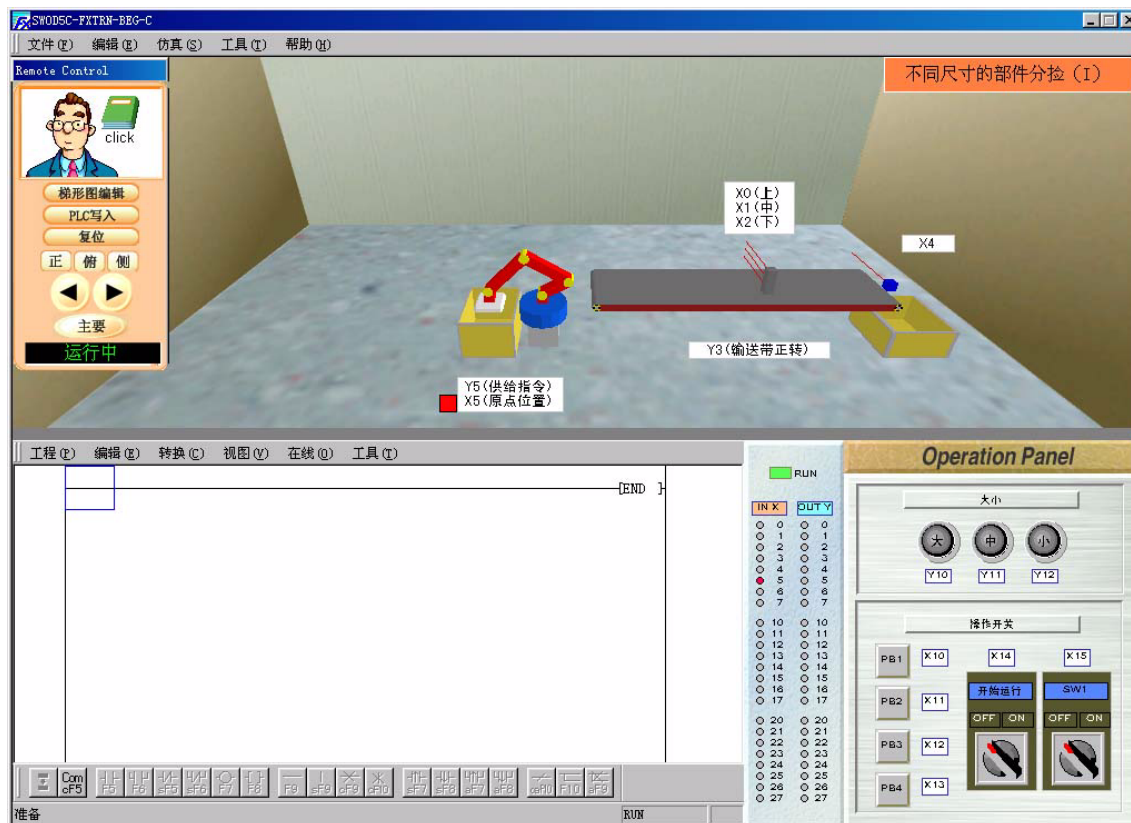 SW0D5C-FXTRN-BEG-C
文件(F) 编辑(E) 仿真(S) 工具(T) 帮助(H)
Remote Control
click
梯形图编辑
PLC写入
复位
正 俯 侧
主要
运行中
不同尺寸的部件分捡(I)
X0(上)
X1(中)
X2(下)
X4
Y3(输送带正转)
Y5(供给指令)
X5(原点位置)
工程(P) 编辑(E) 转换(C) 视图(V) 在线(O) 工具(T)
[END ]
RUN
IN X OUT Y
0 0
1 1
2 2
3 3
4 4
5 5
6 6
7 7
10 10
11 11
12 12
13 13
14 14
15 15
16 16
17 17
20 20
21 21
22 22
23 23
24 24
25 25
26 26
27 27
Operation Panel
大小
大 中 小
Y10 Y11 Y12
操作开关
PB1 X10 X14 X15
开始运行 SW1
PB2 X11
OFF ON OFF ON
PB3 X12
PB4 X13
Com
cF5 F5 F6 sF5 sF6 F7 F8 F9 sF9 cF9 cF10 sF7 sF8 aF7 aF8 caF10 F10 aF9
准备 RUN